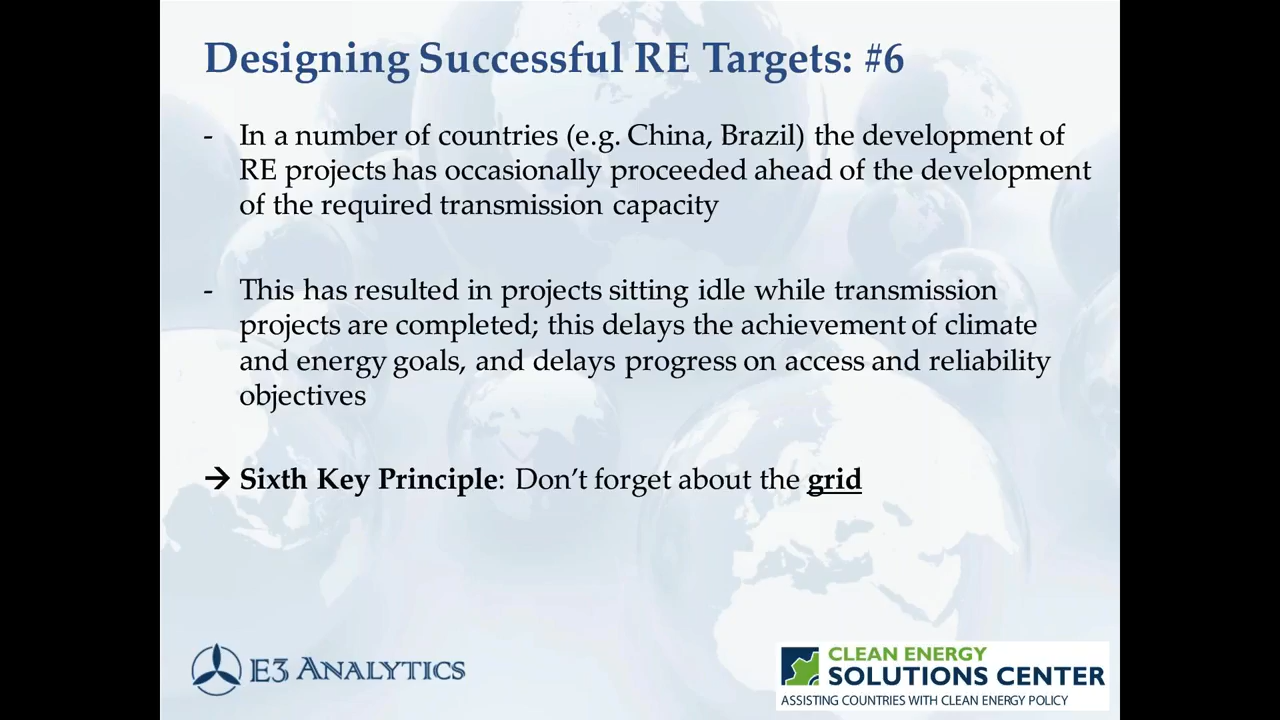 Designing Successful RE Targets: #6
- In a number of countries (e.g. China, Brazil) the development of
RE projects has occasionally proceeded ahead of the development
of the required transmission capacity
- This has resulted in projects sitting idle while transmission
projects are completed; this delays the achievement of climate
and energy goals, and delays progress on access and reliability
objectives
→ Sixth Key Principle: Don’t forget about the grid
E3 ANALYTICS
CLEAN ENERGY
SOLUTIONS CENTER
ASSISTING COUNTRIES WITH CLEAN ENERGY POLICY